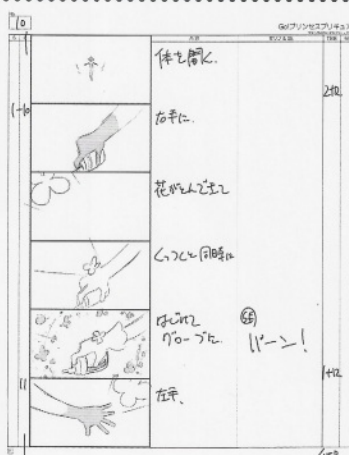 10
Go!プリンセスプリキュア
体を開く.
2+12
1-10
右手に.
花がとんできて
くっつくと同時に
はじけて
グローブに.
SE
バーン!
1+12
11
左手、